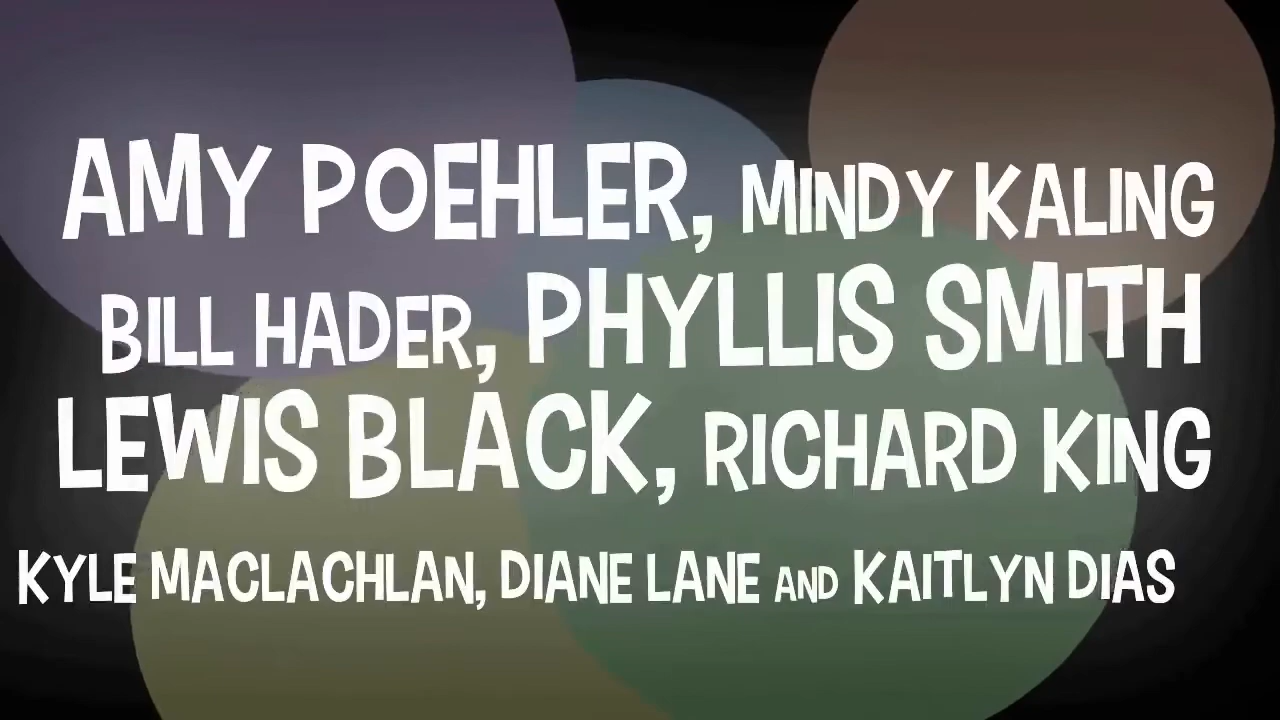 AMY POEHLER, MINDY KALING
BILL HADER, PHYLLIS SMITH
LEWIS BLACK, RICHARD KING
KYLE MACLACHLAN, DIANE LANE AND KAITLYN DIAS